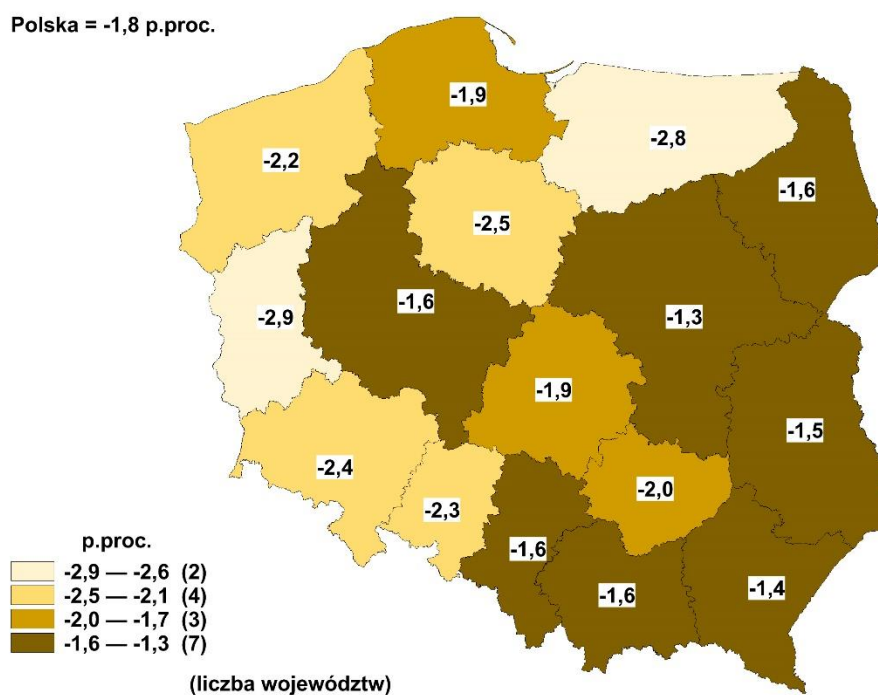 Polska = -1,8 p.proc.
-1,9
-2,8
-2,2
-1,6
-2,5
-1,6
-1,3
-2,9
-1,9
-1,5
-2,4
-2,0
-2,3
-1,6
-1,6
-1,4
p.proc.
-2,9 — -2,6 (2)
-2,5 — -2,1 (4)
-2,0 — -1,7 (3)
-1,6 — -1,3 (7)
(liczba województw)